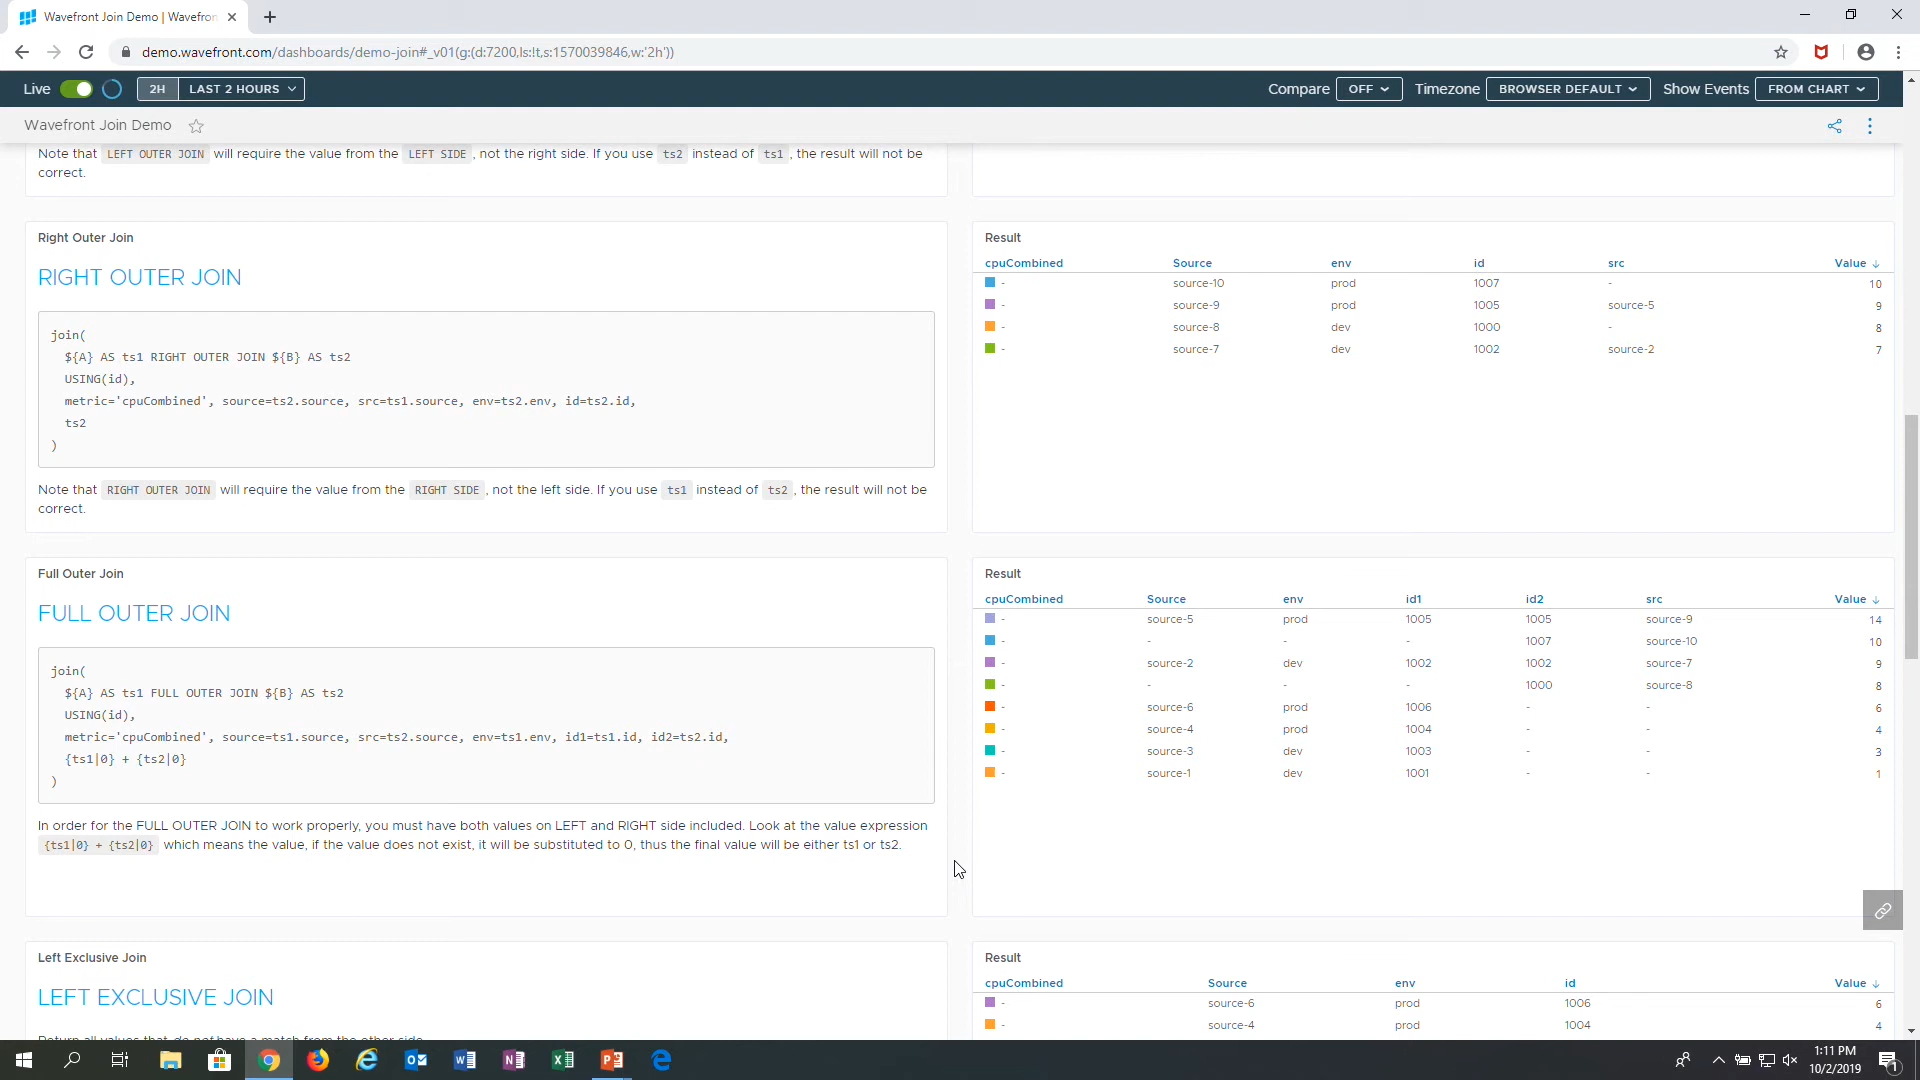 Wavefront Join Demo | Wavefron
demo.wavefront.com/dashboards/demo-join#_v01(g:(d:7200,ls:!t,s:1570039846,w:'2h'))
Live 2H LAST 2 HOURS Compare OFF Timezone BROWSER DEFAULT Show Events FROM CHART
Wavefront Join Demo
Note that LEFT OUTER JOIN will require the value from the LEFT SIDE , not the right side. If you use ts2 instead of ts1 , the result will not be
correct.
Right Outer Join
RIGHT OUTER JOIN
join(
${A} AS ts1 RIGHT OUTER JOIN ${B} AS ts2
USING(id),
metric='cpuCombined', source=ts2.source, src=ts1.source, env=ts2.env, id=ts2.id,
ts2
)
Note that RIGHT OUTER JOIN will require the value from the RIGHT SIDE , not the left side. If you use ts1 instead of ts2 , the result will not be
correct.
Result
cpuCombined Source env id src Value ↓
- source-10 prod 1007 - 10
- source-9 prod 1005 source-5 9
- source-8 dev 1000 - 8
- source-7 dev 1002 source-2 7
Full Outer Join
FULL OUTER JOIN
join(
${A} AS ts1 FULL OUTER JOIN ${B} AS ts2
USING(id),
metric='cpuCombined', source=ts1.source, src=ts2.source, env=ts1.env, id1=ts1.id, id2=ts2.id,
{ts1|0} + {ts2|0}
)
In order for the FULL OUTER JOIN to work properly, you must have both values on LEFT and RIGHT side included. Look at the value expression
{ts1|0} + {ts2|0} which means the value, if the value does not exist, it will be substituted to 0, thus the final value will be either ts1 or ts2.
Result
cpuCombined Source env id1 id2 src Value ↓
- source-5 prod 1005 1005 source-9 14
- - - - 1007 source-10 10
- source-2 dev 1002 1002 source-7 9
- - - - 1000 source-8 8
- source-6 prod 1006 - - 6
- source-4 prod 1004 - - 4
- source-3 dev 1003 - - 3
- source-1 dev 1001 - - 1
Left Exclusive Join
LEFT EXCLUSIVE JOIN
Return all values that do not have a match from the other side
Result
cpuCombined Source env id Value ↓
- source-6 prod 1006 6
- source-4 prod 1004 4
1:11 PM
10/2/2019
1